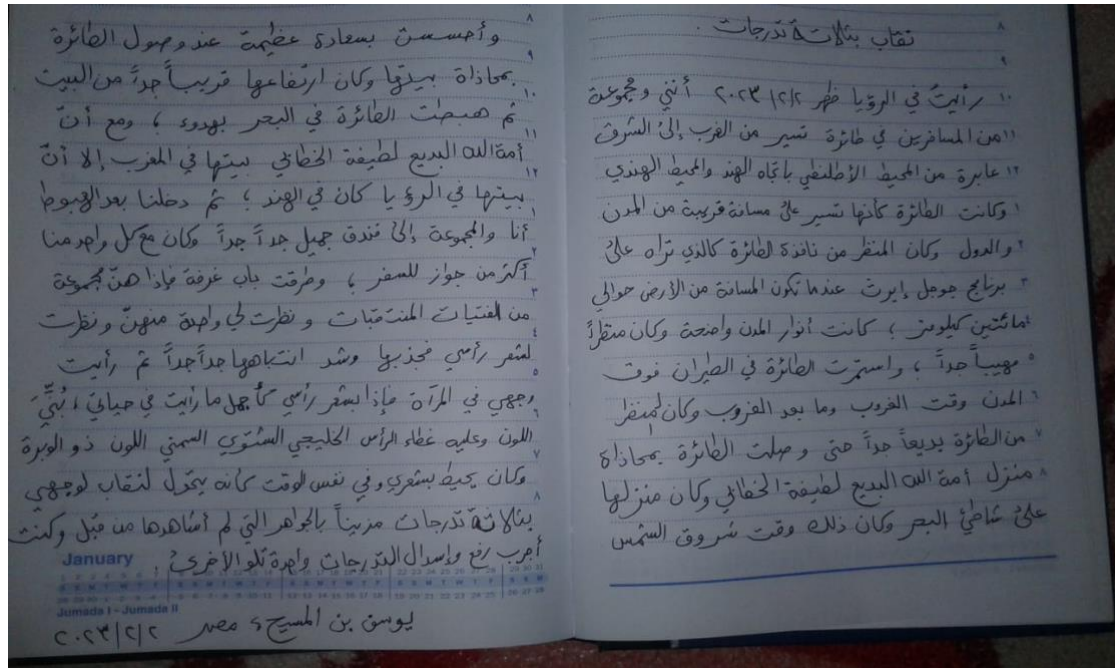 نقاب بثلاثة تدرجات .
رأيتُ في الرؤيا ظهر ٢/٢/ ٢٠٢٣ أنني ومجموعة
من المسافرين في طائرة تسير من الغرب إلى الشرق
عابرة من المحيط الأطلنطي باتجاه الهند والمحيط الهندي
وكانت الطائرة كأنها تسير على مسافة قريبة من المدن
والدول وكان المنظر من نافذة الطائرة كالذي تراه على
برنامج جوجل إيرث عندما تكون المسافة من الأرض حوالي
مائتين كيلومتر ؛ كانت أنوار المدن واضحة وكان منظراً
مهيباً جداً ، واستمرت الطائرة في الطيران فوق
المدن وقت الغروب وما بعد الغروب وكان المنظر
من الطائرة بديعاً جداً حتى وصلت الطائرة بمحاذاة
منزل أمة الله البديع لطيفة الخطابي وكان منزلها
على شاطئ البحر وكان ذلك وقت شروق الشمس
وأحسست بسعادة عظيمة عند وصول الطائرة
بمحاذاة بيتها وكان ارتفاعها قريباً جداً من البيت
ثم هبطت الطائرة في البحر بهدوء ، ومع أنّ
أمة الله البديع لطيفة الخطابي بيتها في المغرب إلا أنّ
بيتها في الرؤيا كان في الهند ؛ ثم دخلنا بعد الهبوط
أنا والمجموعة إلى فندق جميل جداً جداً وكان مع كل واحد منا
أكثر من جواز للسفر ، وطرقت باب غرفة فإذا هنّ مجموعة
من الفتيات المنتقبات ونظرت لي واحدة منهنّ ونظرت
لشعر رأسي فجذبها وشد انتباهها جداً جداً ثم رأيت
وجهي في المرآة فإذا بشعر رأسي كأجمل ما رأيت في حياتي ، بُنِّيَ
اللون وعليه غطاء الرأس الخليجي الشتوي السمني اللون ذو الوبرة
وكان يحيط بشعري وفي نفس الوقت كأنه يتحول لنقاب لوجهي
بثلاثة تدرجات مزيناً بالجواهر التي لم أشاهدها من قبل وكنت
أجرب رفع وإسدال التدرجات واحدة تلو الأخرى .
January
Jumada I - Jumada II
يوسف بن المسيح ، مصر ٢/٢/ ٢٠٢٣